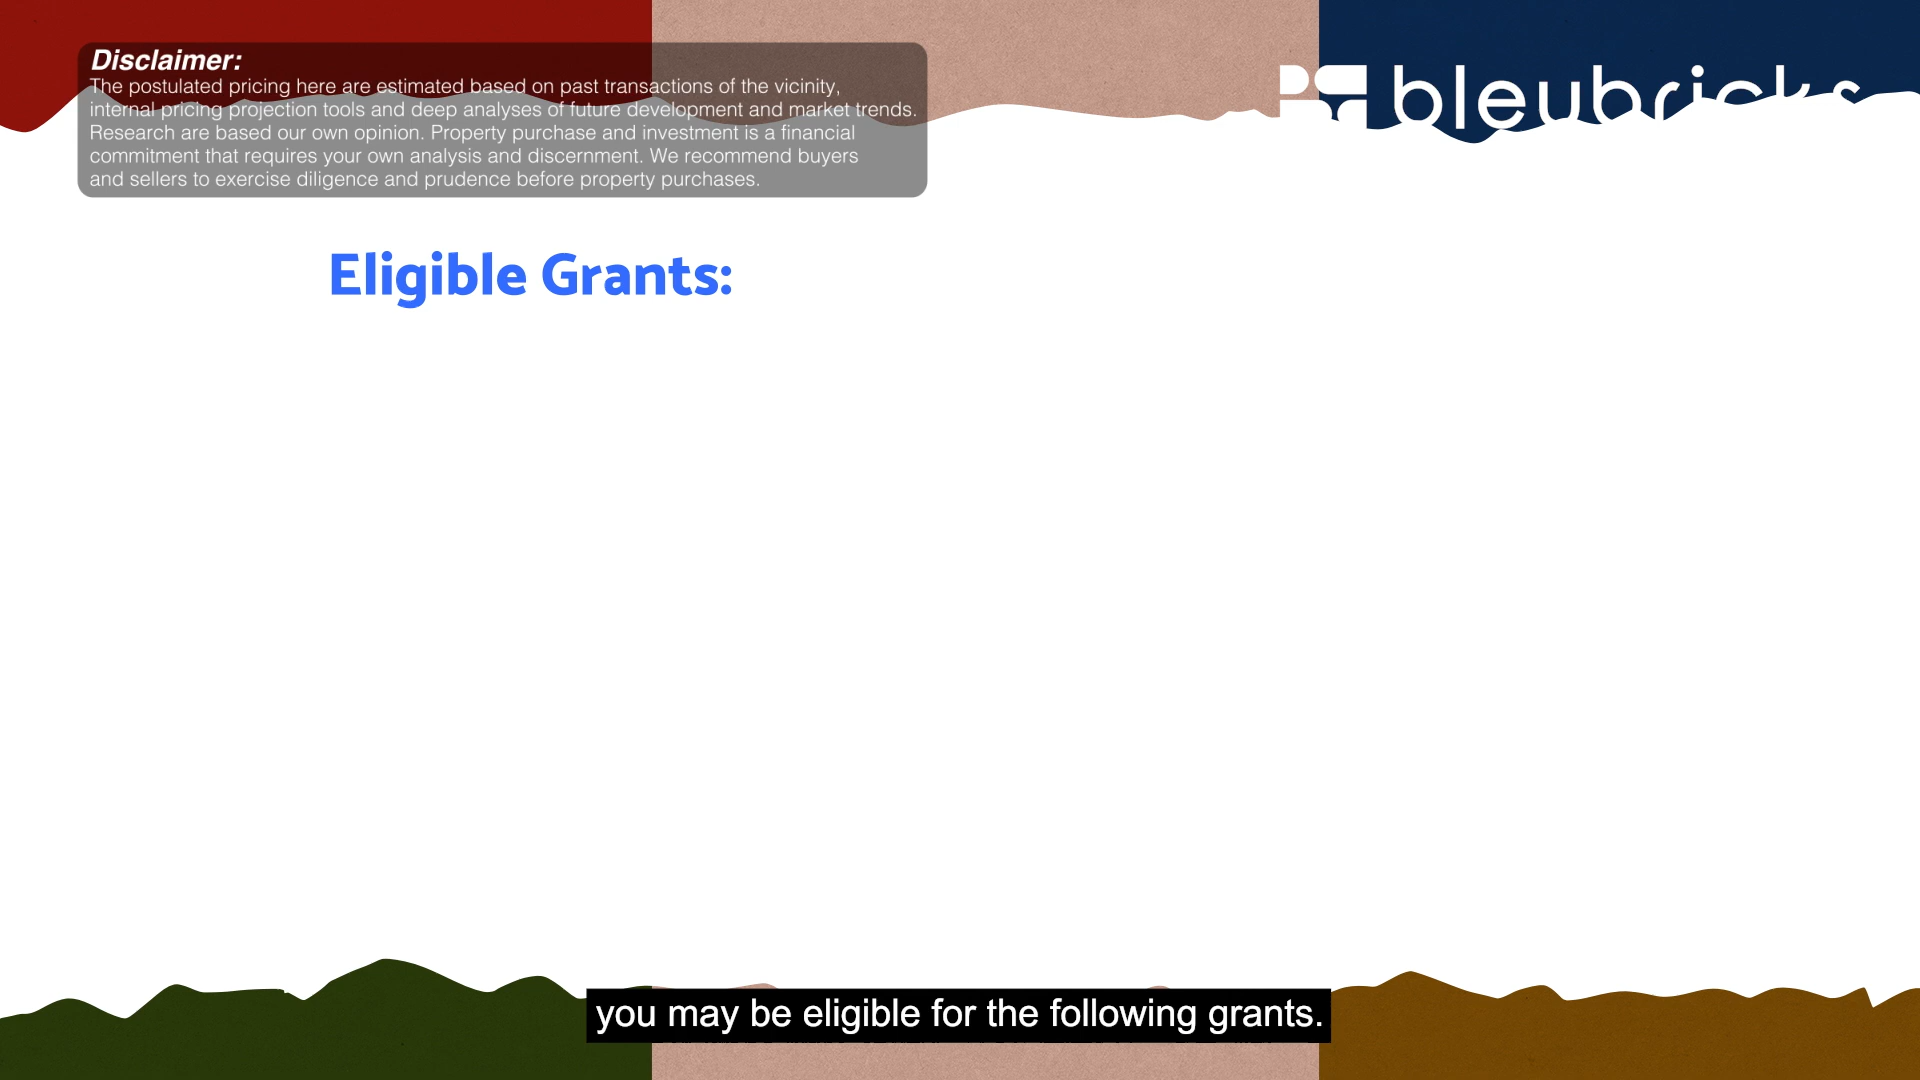 Disclaimer:
The postulated pricing here are estimated based on past transactions of the vicinity,
internal pricing projection tools and deep analyses of future development and market trends.
Research are based our own opinion. Property purchase and investment is a financial
commitment that requires your own analysis and discernment. We recommend buyers
and sellers to exercise diligence and prudence before property purchases.
bleubricks
Eligible Grants:
you may be eligible for the following grants.